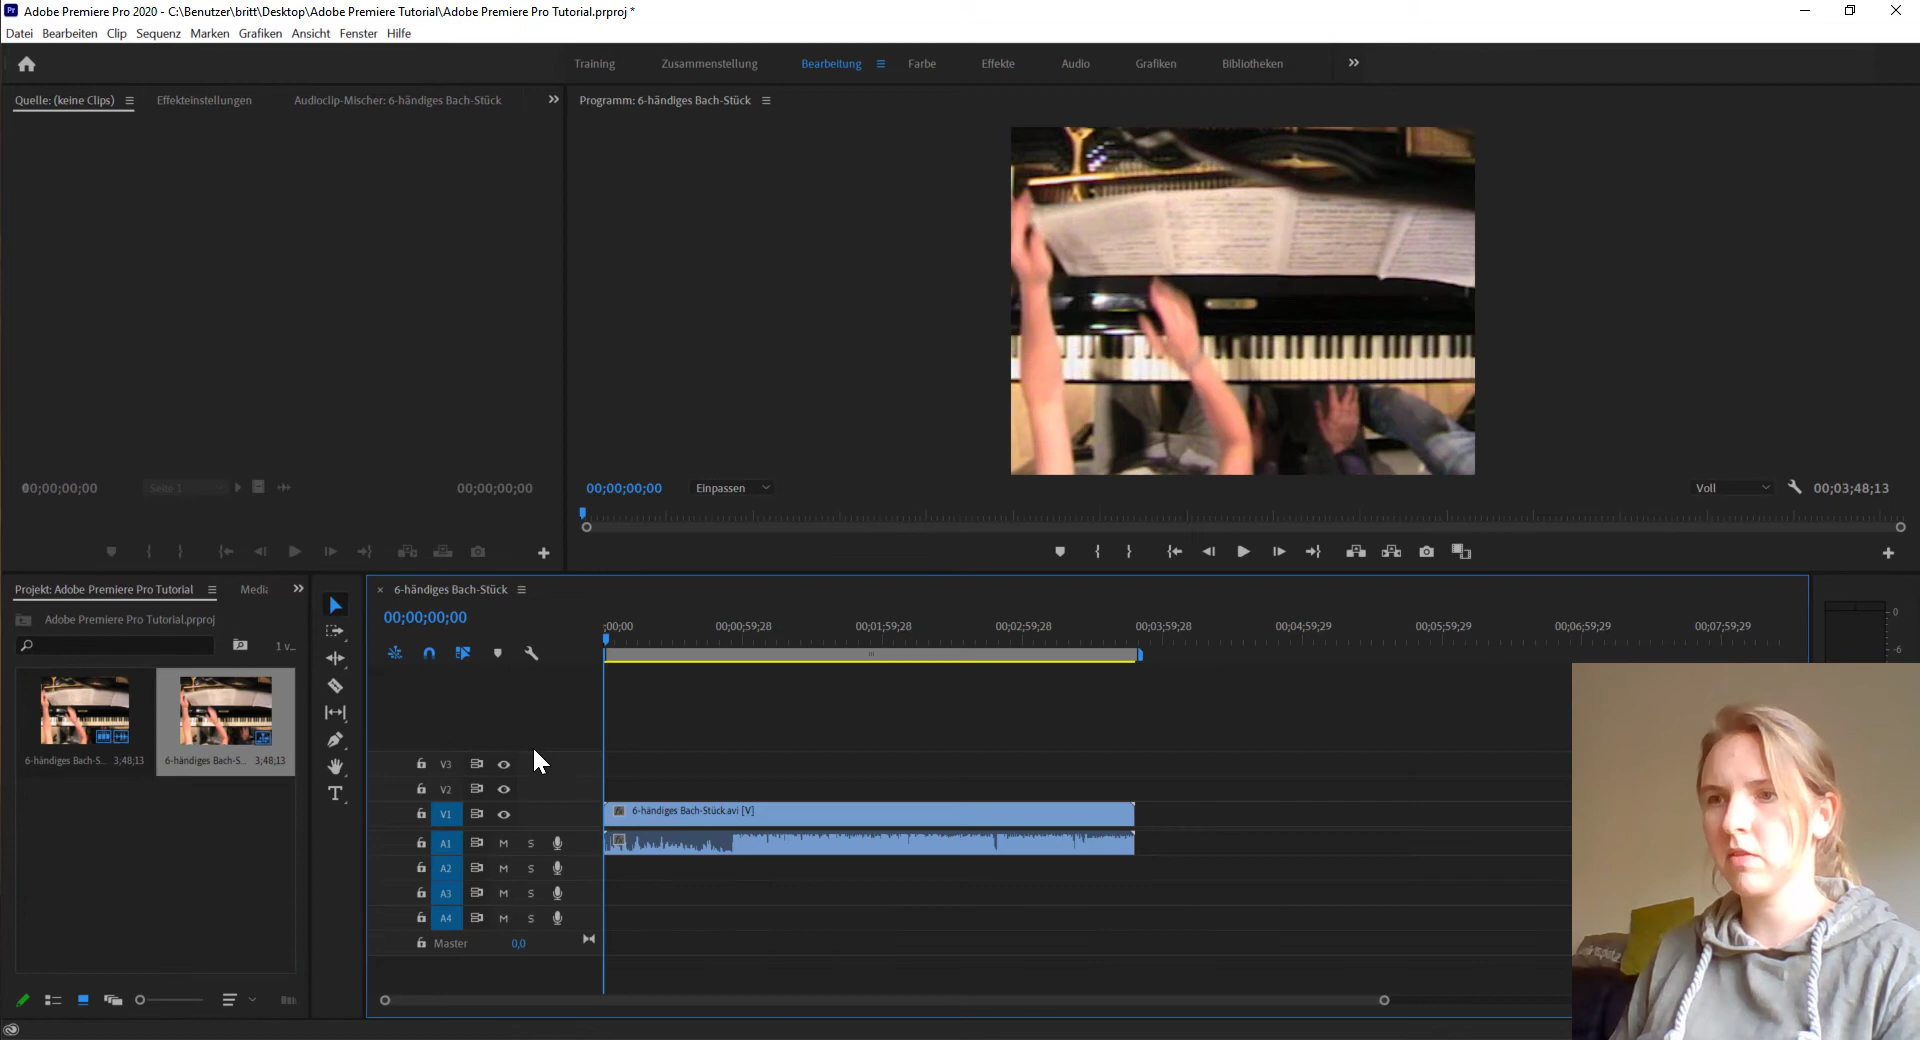 Adobe Premiere Pro 2020 - C:\Benutzer\britt\Desktop\Adobe Premiere Tutorial\Adobe Premiere Pro Tutorial.prproj *
Datei Bearbeiten Clip Sequenz Marken Grafiken Ansicht Fenster Hilfe
Training Zusammenstellung Bearbeitung Farbe Effekte Audio Grafiken Bibliotheken
Quelle: (keine Clips) Effekteinstellungen Audioclip-Mischer: 6-händiges Bach-Stück
Programm: 6-händiges Bach-Stück
00;00;00;00 Seite 1 00;00;00;00
00;00;00;00 Einpassen Voll 00;03;48;13
Projekt: Adobe Premiere Pro Tutorial Media
Adobe Premiere Pro Tutorial.prproj
1 v...
6-händiges Bach-S... 3;48;13
6-händiges Bach-S... 3;48;13
6-händiges Bach-Stück
00;00;00;00
;00;00 00;00;59;28 00;01;59;28 00;02;59;28 00;03;59;28 00;04;59;29 00;05;59;29 00;06;59;29 00;07;59;29
V3
V2
V1 6-händiges Bach-Stück.avi [V]
A1 M S
A2 M S
A3 M S
A4 M S
Master 0,0
0
-6